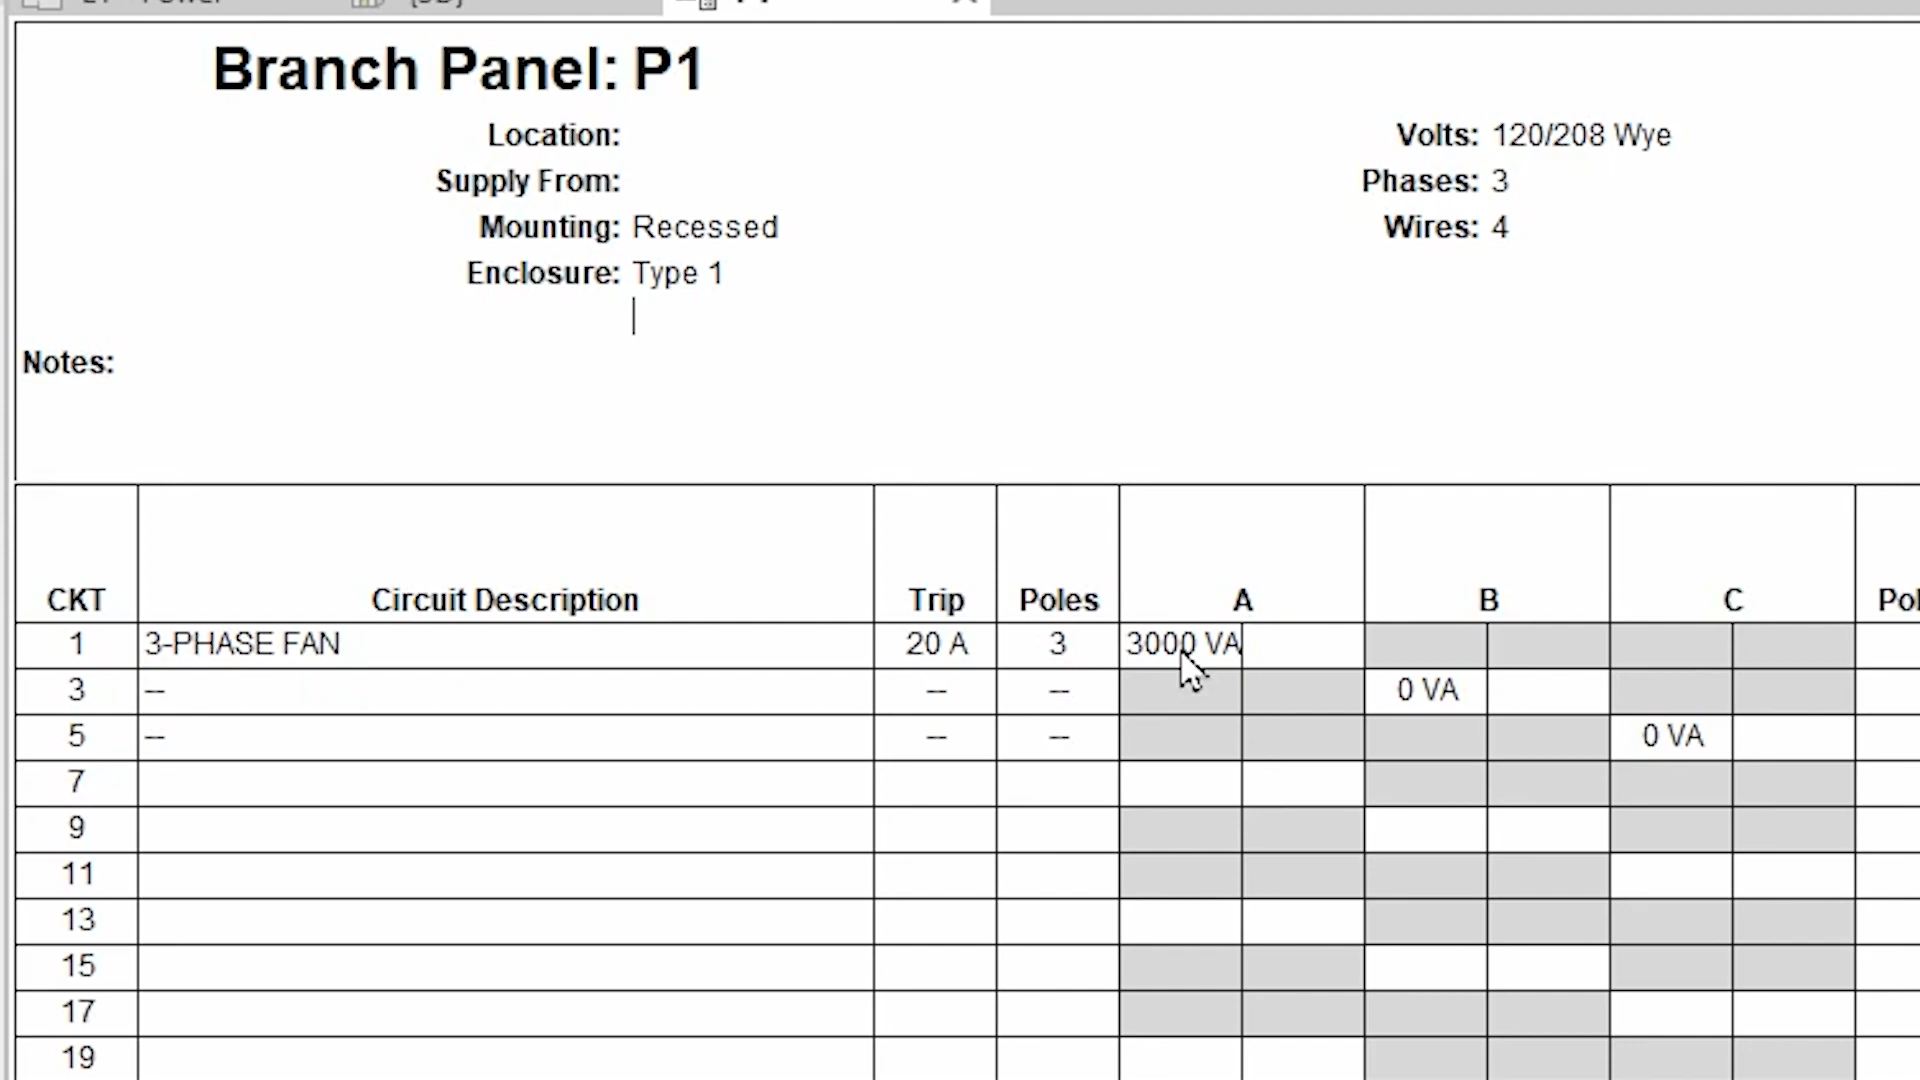 Branch Panel: P1
Location:
Supply From:
Mounting: Recessed
Enclosure: Type 1
Volts: 120/208 Wye
Phases: 3
Wires: 4
Notes:
CKT Circuit Description Trip Poles A B C
1 3-PHASE FAN 20 A 3 3000 VA
3 -- -- -- 0 VA
5 -- -- -- 0 VA
7
9
11
13
15
17
19